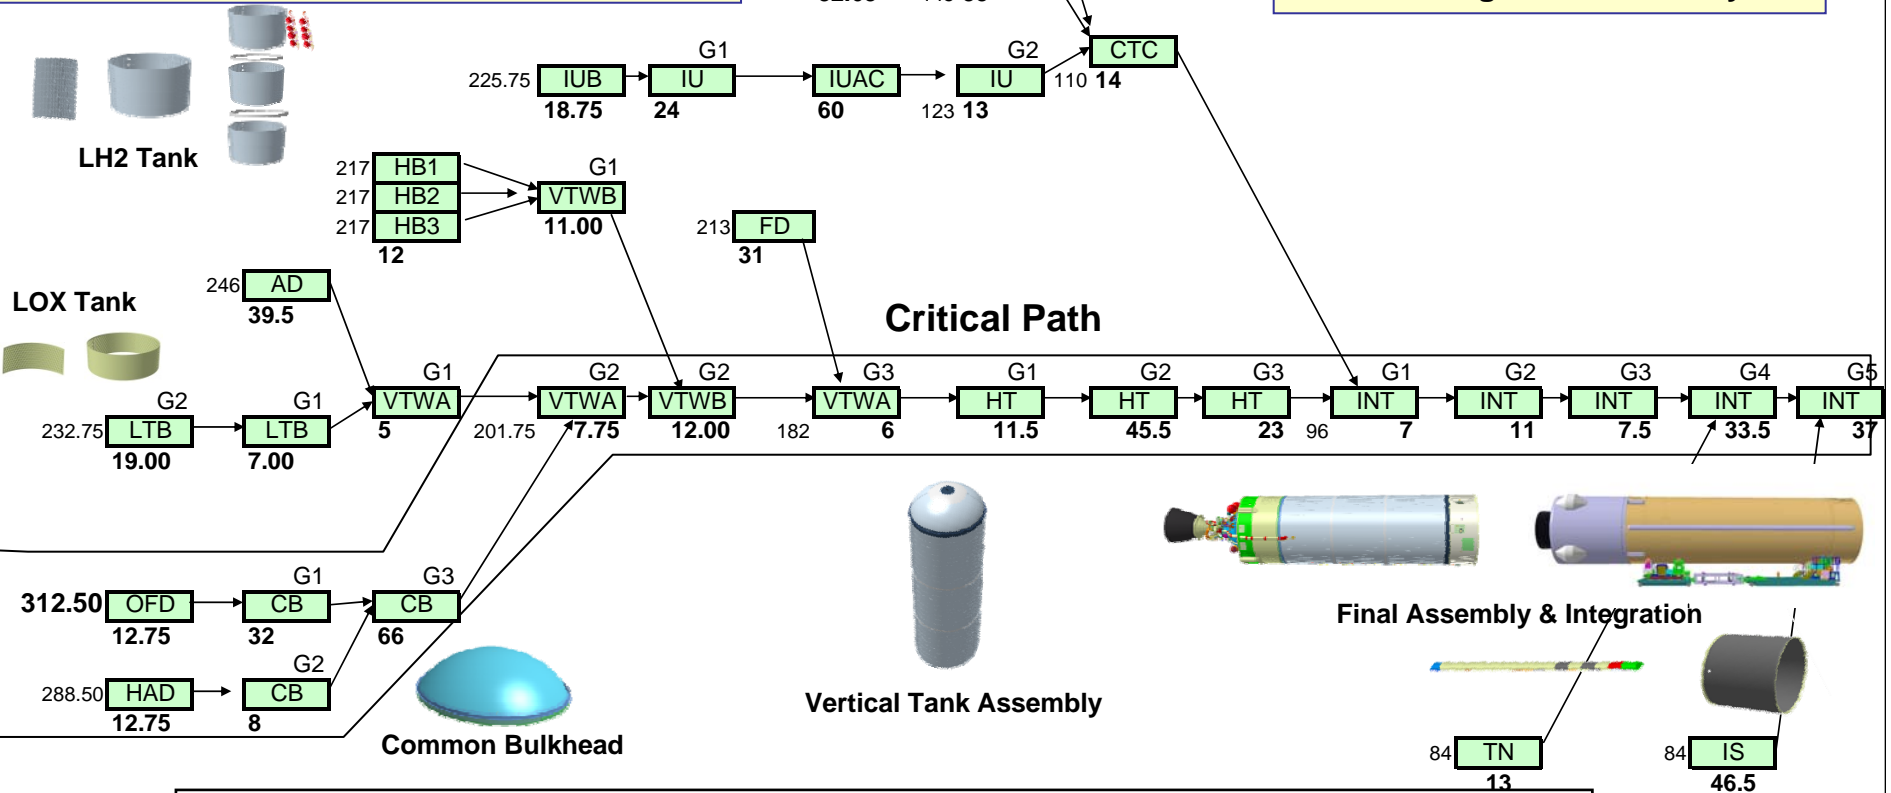 G1
G2
CTC
225.75 IUB IU IUAC IU 110 14
18.75 24 60 123 13
LH2 Tank
217 HB1 G1
217 HB2 VTWB
217 HB3 11.00 213 FD
12 31
246 AD
LOX Tank 39.5
Critical Path
G1 G2 G2 G3 G1 G2 G3 G1 G2 G3 G4 G5
VTWA VTWA VTWB VTWA HT HT HT INT INT INT INT INT
G2 G1
232.75 LTB LTB 5 201.75 7.75 12.00 182 6 11.5 45.5 23 96 7 11 7.5 33.5 37
19.00 7.00
G1 G3
312.50 OFD CB CB
12.75 32 66
G2
288.50 HAD CB
12.75 8
Common Bulkhead
Vertical Tank Assembly
Final Assembly & Integration
84 TN 84 IS
13 46.5